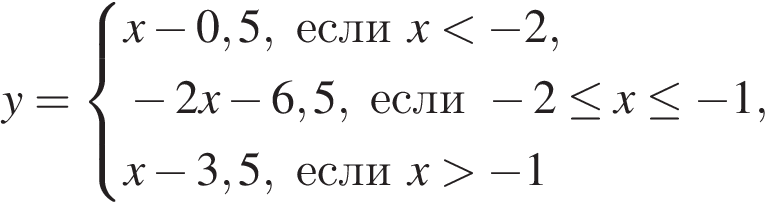 y = { x − 0,5, если x < −2,
−2x − 6,5, если −2 ≤ x ≤ −1,
x − 3,5, если x > −1